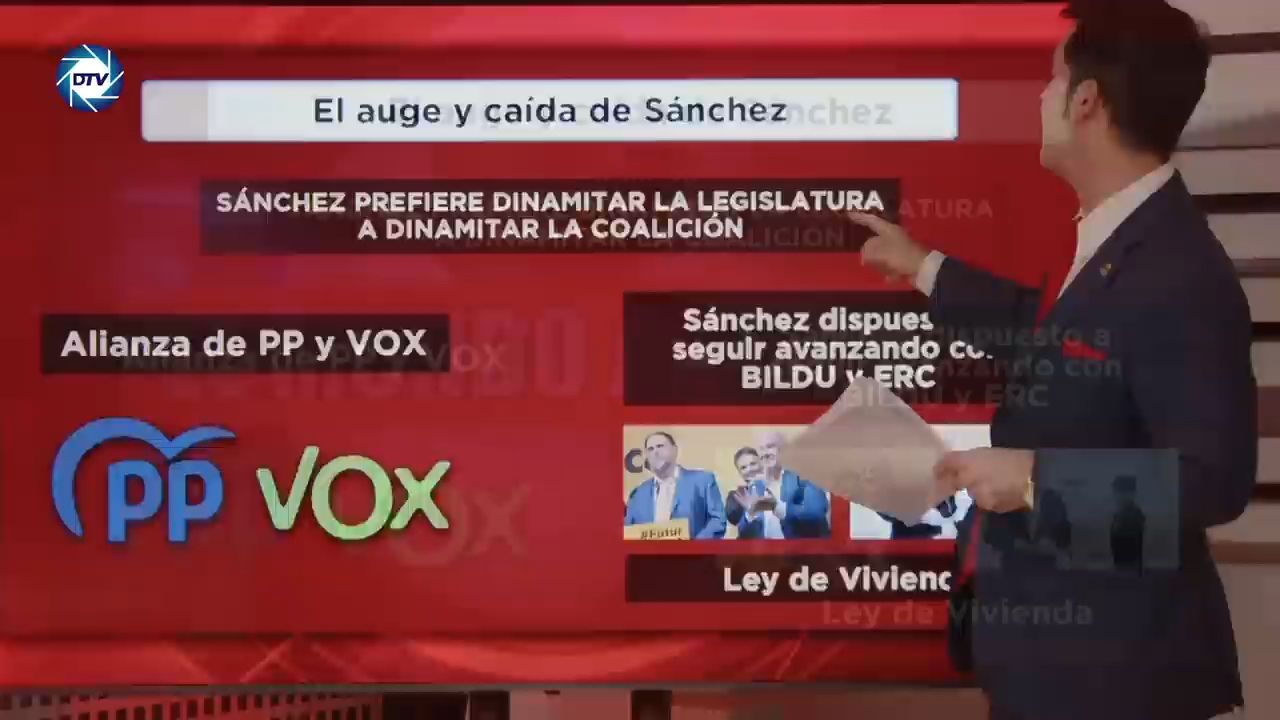 DTV
El auge y caída de Sánchez
SÁNCHEZ PREFIERE DINAMITAR LA LEGISLATURA
A DINAMITAR LA COALICIÓN
Alianza de PP y VOX
Sánchez dispues
seguir avanzando co
BILDU y ERC
PP VOX
#Futur
Ley de Viviend